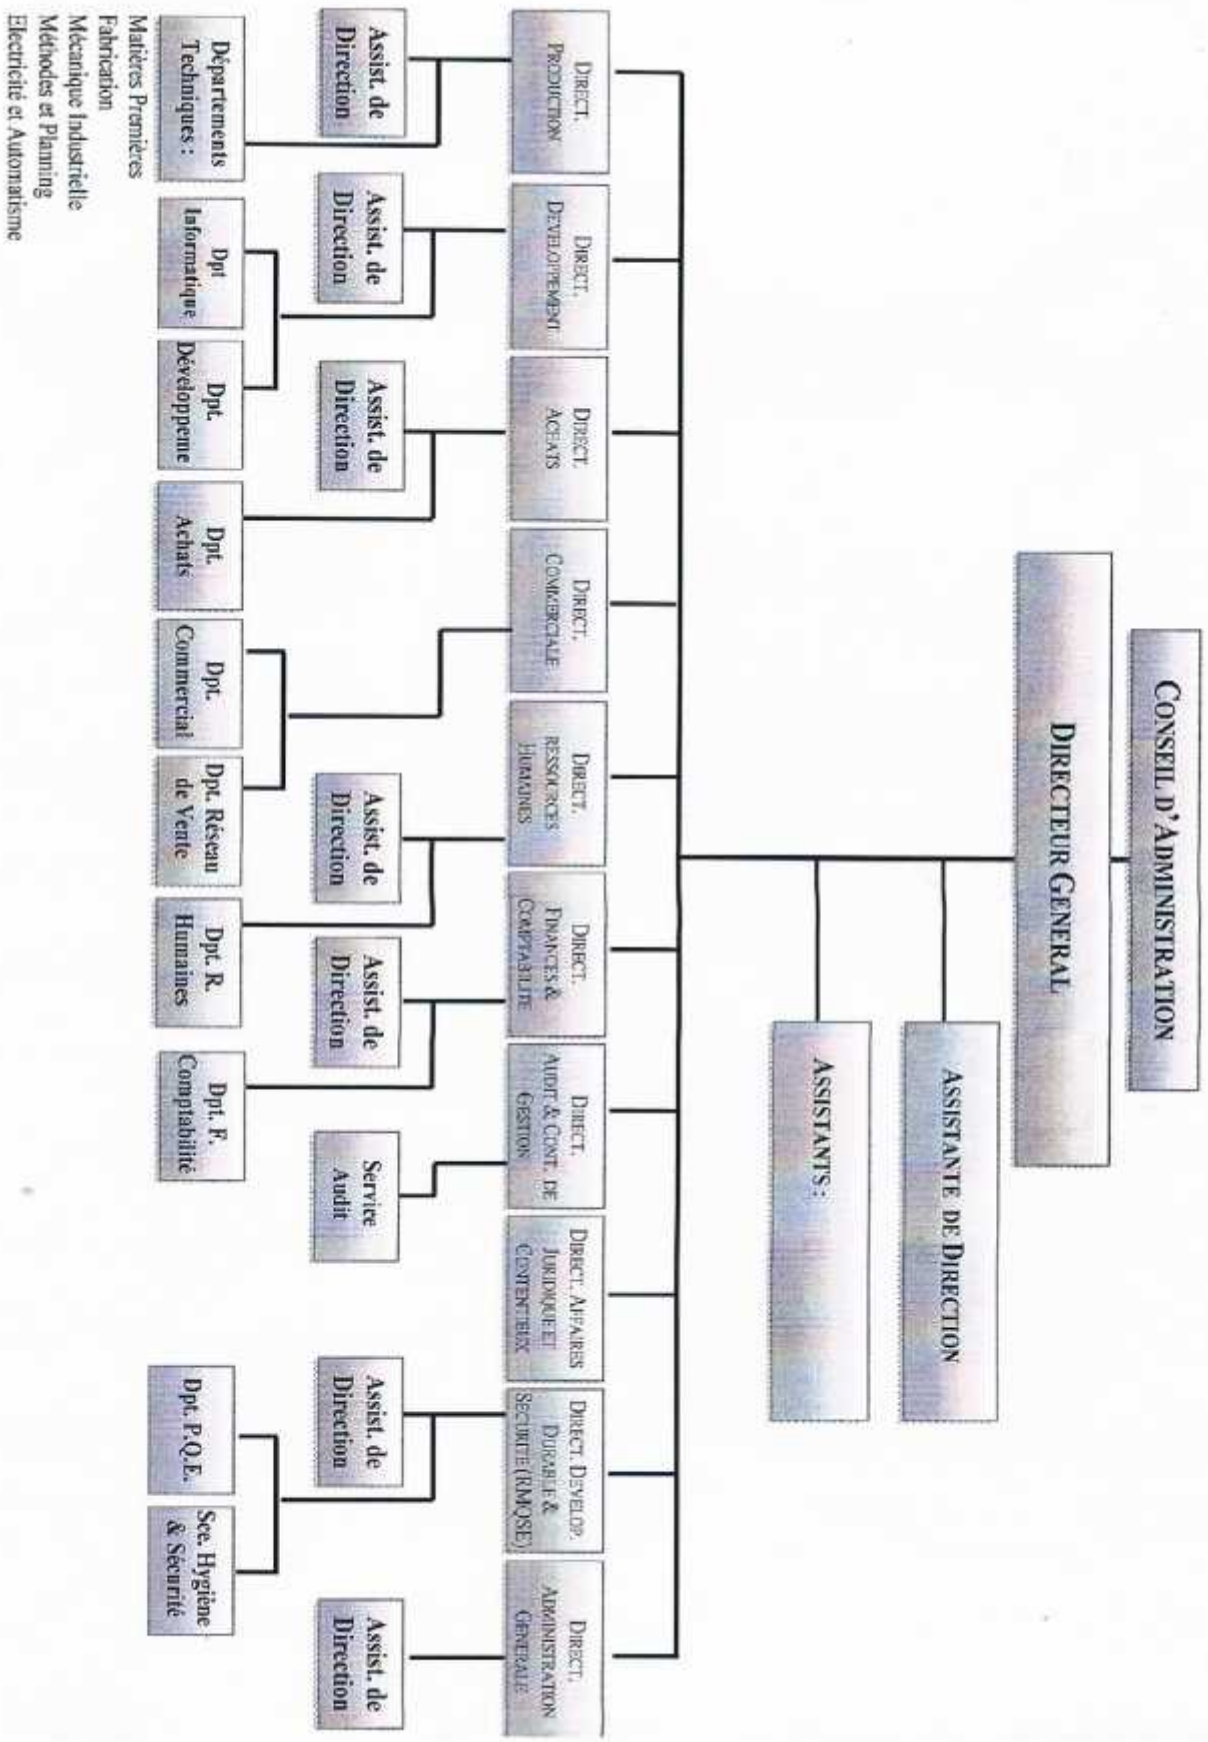 CONSEIL D'ADMINISTRATION
DIRECTEUR GENERAL
ASSISTANTE DE DIRECTION
ASSISTANTS :
DIRECT.
PRODUCTION
DIRECT.
DEVELOPPEMENT
DIRECT.
ACHATS
DIRECT.
COMMERCIALE
DIRECT.
RESSOURCES
HUMAINES
DIRECT.
FINANCES &
COMPTABILITE
DIRECT.
AUDIT & CONT. DE
GESTION
DIRECT. AFFAIRES
JURIDIQUE ET
CONTENTIEUX
DIRECT. DEVELOP.
DURABLE &
SECURITE (RMQSE)
DIRECT.
ADMINISTRATION
GENERALE
Assist. de
Direction
Assist. de
Direction
Assist. de
Direction
Assist. de
Direction
Assist. de
Direction
Service
Audit
Assist. de
Direction
Assist. de
Direction
Départements
Techniques :
Dpt
Informatique
Dpt.
Développeme
Dpt.
Achats
Dpt.
Commercial
Dpt. Réseau
de Vente
Dpt. R.
Humaines
Dpt. F.
Comptabilité
Dpt. P.Q.E.
Sce. Hygiène
& Sécurité
Matières Premières
Fabrication
Mécanique Industrielle
Méthodes et Planning
Electricité et Automatisme